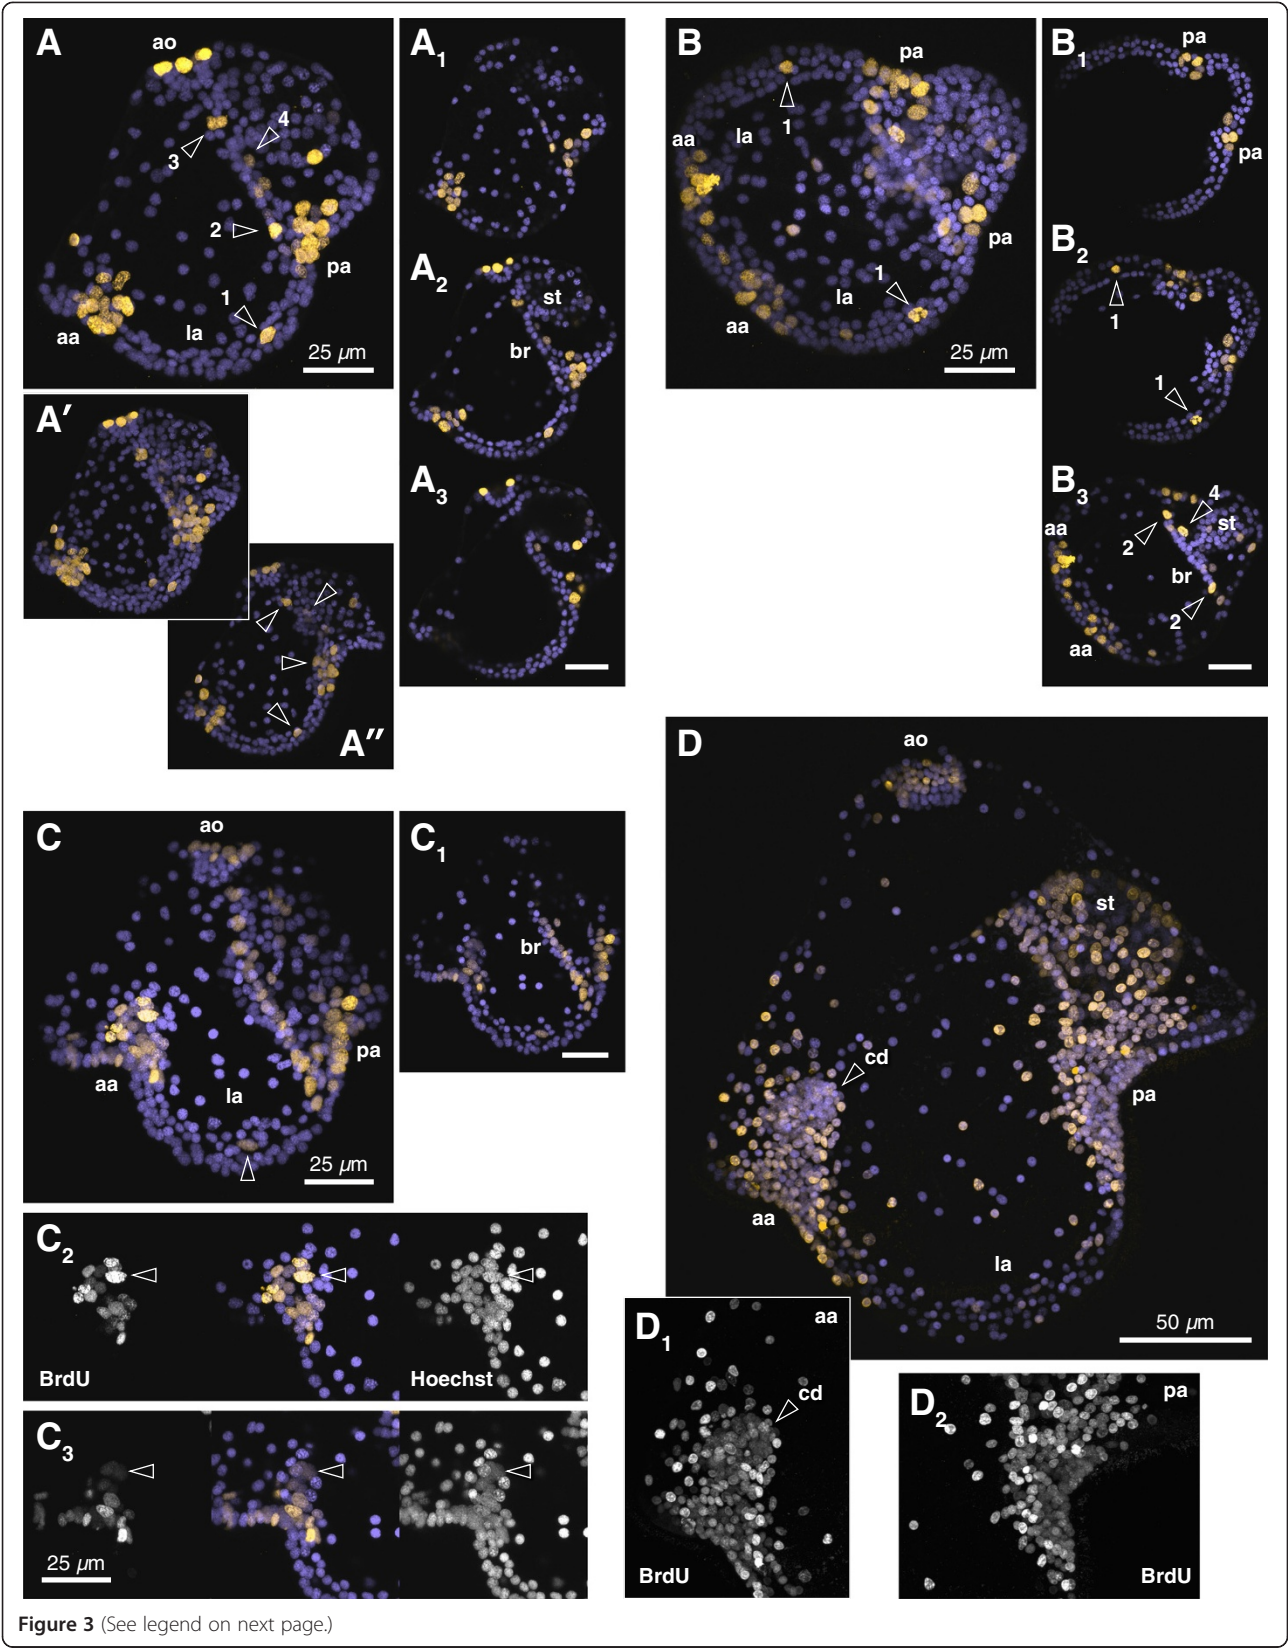 A
ao
4
3
2
pa
1
aa
la
25 µm
A1
A2
st
br
A3
A′
A″
B
pa
1
aa
la
pa
1
la
aa
25 µm
B1
pa
pa
B2
1
1
B3
4
aa
st
2
br
2
aa
C
ao
pa
aa
la
25 µm
C1
br
C2
BrdU
Hoechst
C3
25 µm
D
ao
st
cd
pa
aa
la
50 µm
D1
aa
cd
BrdU
D2
pa
BrdU
Figure 3 (See legend on next page.)